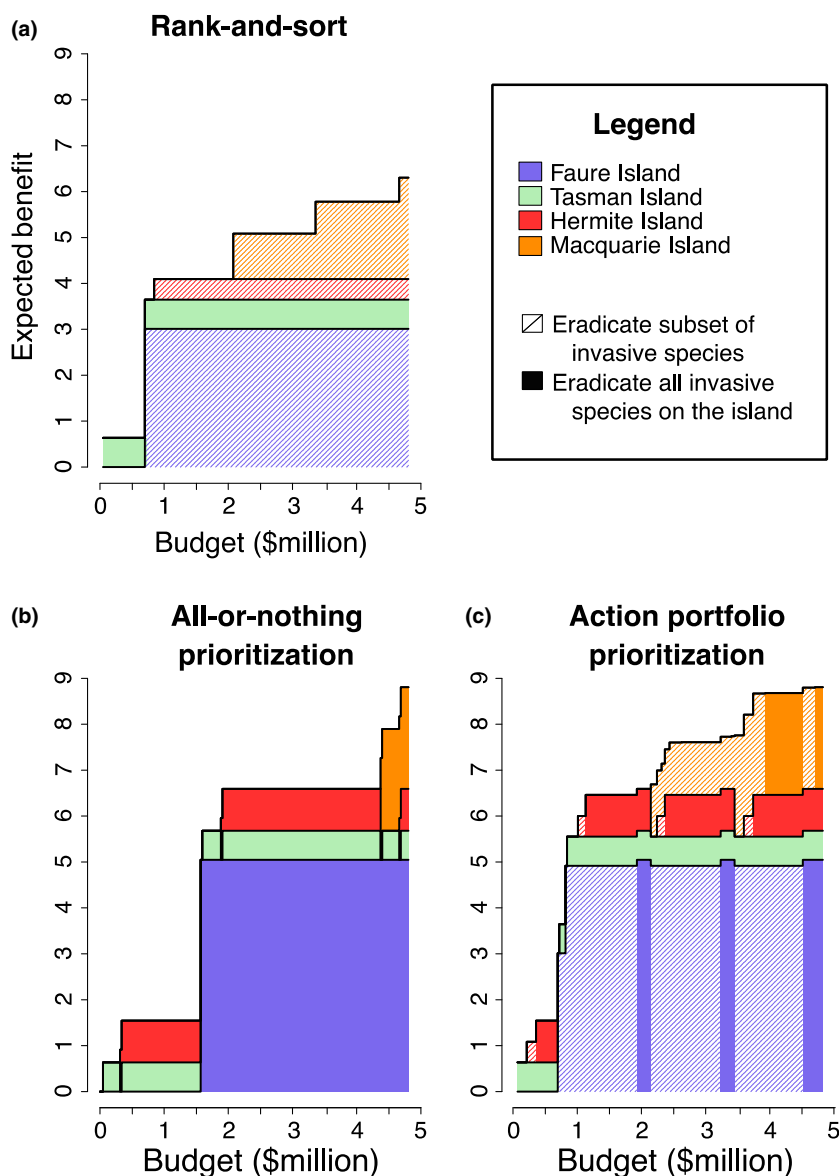 (a)
Rank-and-sort
9
8
7
6
5
4
3
2
1
0
Expected benefit
0 1 2 3 4 5
Budget ($million)
Legend
Faure Island
Tasman Island
Hermite Island
Macquarie Island
Eradicate subset of
invasive species
Eradicate all invasive
species on the island
(b)
All-or-nothing
prioritization
9
8
7
6
5
4
3
2
1
0
0 1 2 3 4 5
Budget ($million)
(c)
Action portfolio
prioritization
9
8
7
6
5
4
3
2
1
0
0 1 2 3 4 5
Budget ($million)